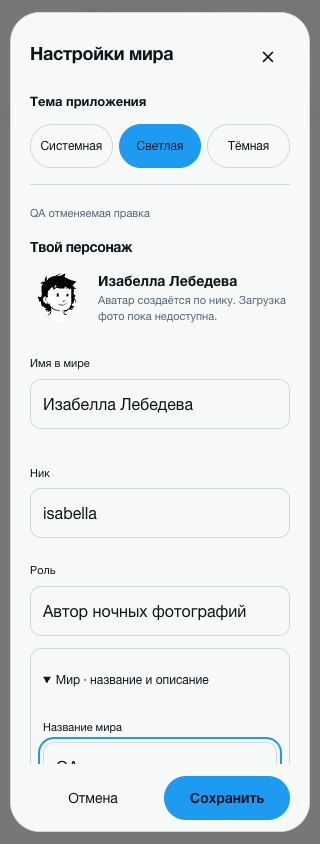 Настройки мира
Тема приложения
Системная
Светлая
Тёмная
QA отменяемая правка
Твой персонаж
Изабелла Лебедева
Аватар создаётся по нику. Загрузка
фото пока недоступна.
Имя в мире
Изабелла Лебедева
Ник
isabella
Роль
Автор ночных фотографий
▼ Мир · название и описание
Название мира
Отмена
Сохранить